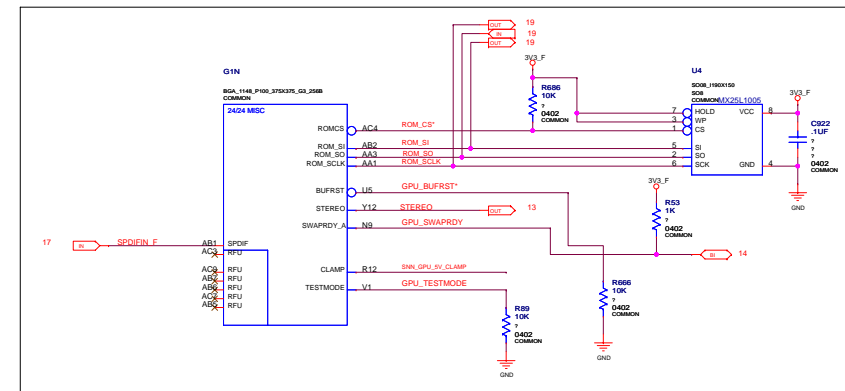 OUT 19
IN 19
OUT 19
3V3_F
G1N
BGA_1148_P100_375X375_G3_256B
COMMON
24/24 MISC
R686
10K
?
0402
COMMON
U4
SO08_I190X150
SO8
COMMON
MX25L1005
3V3_F
7 HOLD VCC 8
3 WP
1 CS
5 SI
2 SO
6 SCK GND 4
C922
.1UF
?
?
0402
COMMON
GND
ROMCS AC4 ROM_CS*
ROM_SI AB2 ROM_SI
ROM_SO AA3 ROM_SO
ROM_SCLK AA1 ROM_SCLK
BUFRST U5 GPU_BUFRST*
STEREO Y12 STEREO OUT 13
SWAPRDY_A N9 GPU_SWAPRDY
3V3_F
R53
1K
?
0402
COMMON
BI 14
17 IN SPDIFIN_F AB1 SPDIF
AC3 RFU
AC9 RFU
AB7 RFU
AB6 RFU
AC7 RFU
AB5 RFU
CLAMP R12 SNN_GPU_5V_CLAMP
TESTMODE V1 GPU_TESTMODE
R666
10K
?
0402
COMMON
GND
R89
10K
?
0402
COMMON
GND